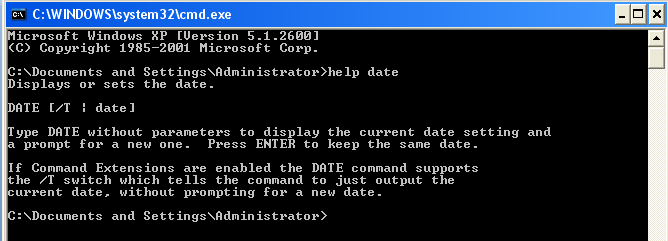 C:\WINDOWS\system32\cmd.exe
Microsoft Windows XP [Version 5.1.2600]
(C) Copyright 1985-2001 Microsoft Corp.
C:\Documents and Settings\Administrator>help date
Displays or sets the date.
DATE [/T | date]
Type DATE without parameters to display the current date setting and
a prompt for a new one.  Press ENTER to keep the same date.
If Command Extensions are enabled the DATE command supports
the /T switch which tells the command to just output the
current date, without prompting for a new date.
C:\Documents and Settings\Administrator>